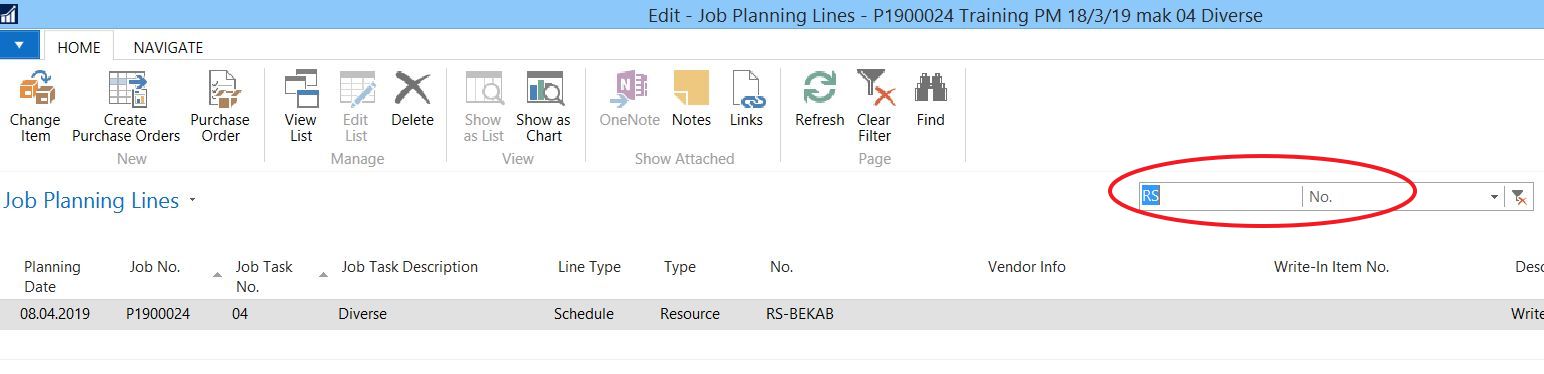 Edit - Job Planning Lines - P1900024 Training PM 18/3/19 mak 04 Diverse
HOME NAVIGATE
Change Item
Create Purchase Orders
Purchase Order
View List
Edit List
Delete
Show as List
Show as Chart
OneNote
Notes
Links
Refresh
Clear Filter
Find
New Manage View Show Attached Page
Job Planning Lines
RS No.
Planning Date Job No. Job Task No. Job Task Description Line Type Type No. Vendor Info Write-In Item No. Desc
08.04.2019 P1900024 04 Diverse Schedule Resource RS-BEKAB Write